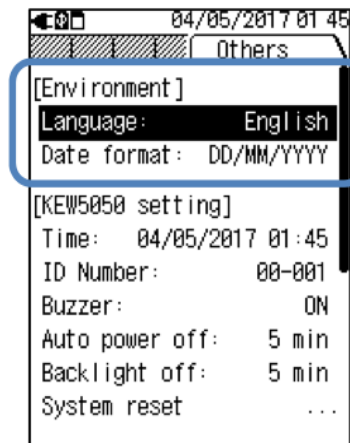 04/05/2017 01 45
Others
[Environment]
Language: English
Date format: DD/MM/YYYY
[KEW5050 setting]
Time: 04/05/2017 01:45
ID Number: 00-001
Buzzer: ON
Auto power off: 5 min
Backlight off: 5 min
System reset ...